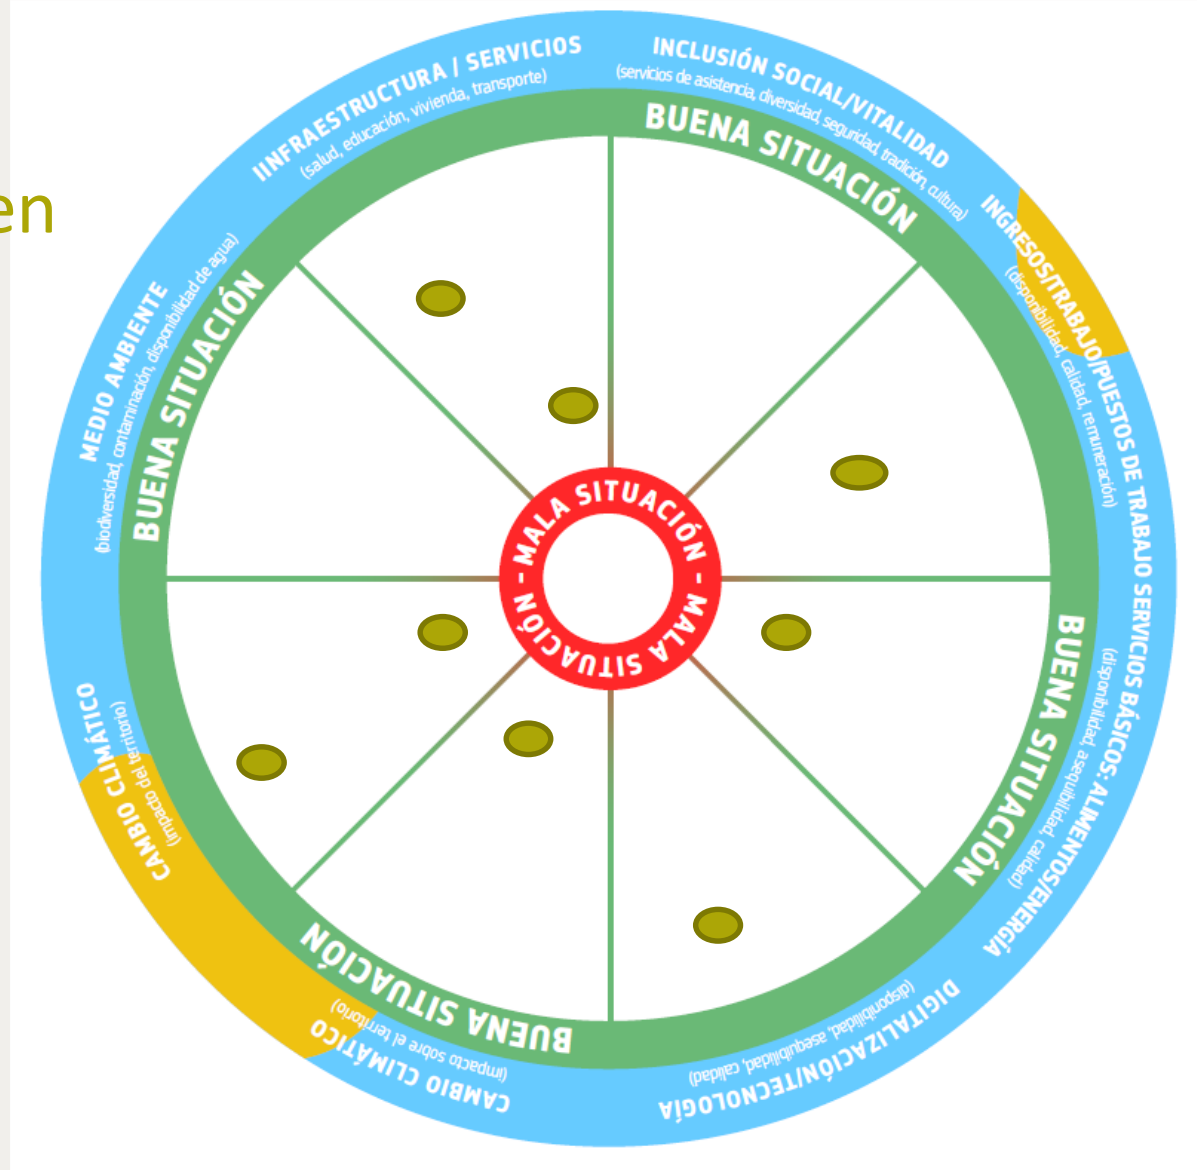 en
IINFRAESTRUCTURA / SERVICIOS
(salud, educación, vivienda, transporte)
INCLUSIÓN SOCIAL/VITALIDAD
(servicios de asistencia, diversidad, seguridad, tradición, cultura)
BUENA SITUACIÓN
INGRESOS/TRABAJO/PUESTOS DE TRABAJO
(disponibilidad, calidad, remuneración)
SERVICIOS BÁSICOS: ALIMENTOS/ENERGÍA
(disponibilidad, asequibilidad, calidad)
BUENA SITUACIÓN
DIGITALIZACIÓN/TECNOLOGÍA
(disponibilidad, asequibilidad, calidad)
CAMBIO CLIMÁTICO
(impacto sobre el territorio)
BUENA SITUACIÓN
CAMBIO CLIMÁTICO
(impacto del territorio)
MEDIO AMBIENTE
(biodiversidad, contaminación, disponibilidad de agua)
BUENA SITUACIÓN
- MALA SITUACIÓN - MALA SITUACIÓN